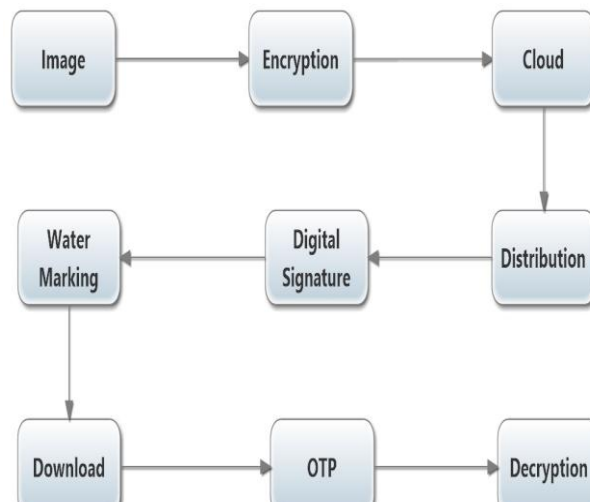 Image
Encryption
Cloud
Distribution
Digital
Signature
Water
Marking
Download
OTP
Decryption